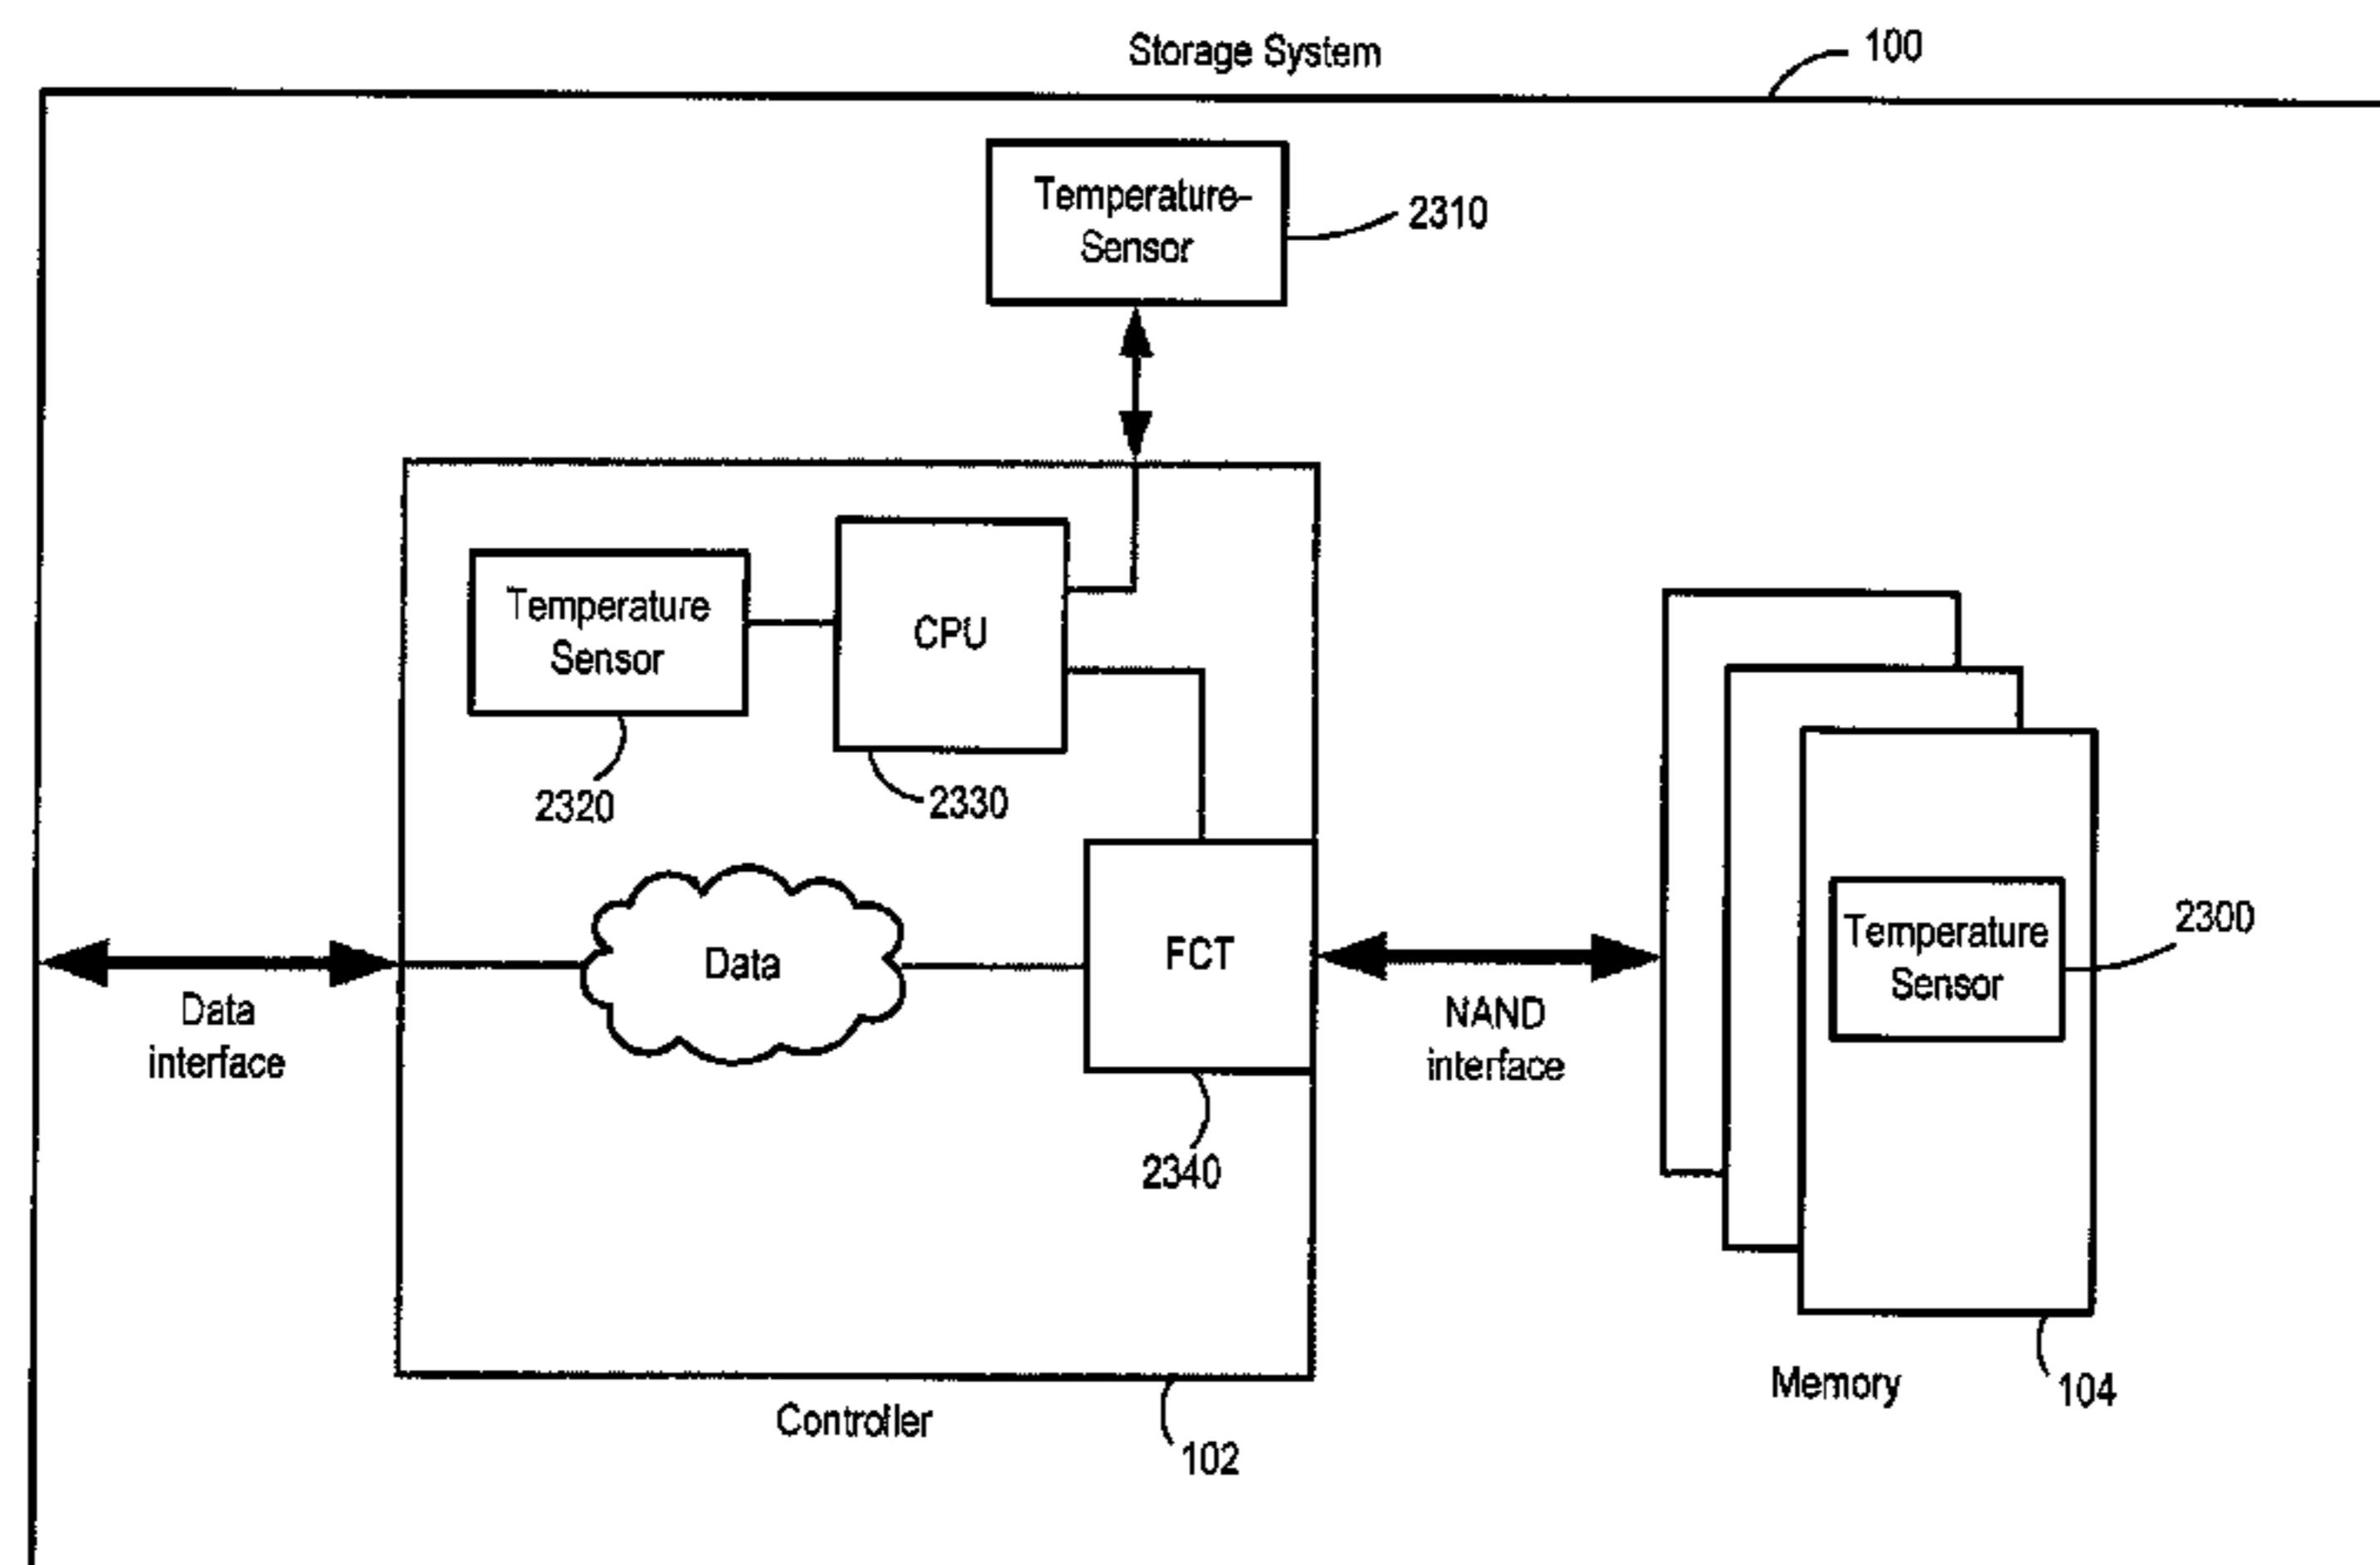 Storage System
100
Temperature-
Sensor
2310
Temperature
Sensor
CPU
2320
2330
Data
FCT
Temperature
Sensor
2300
Data
interface
NAND
interface
2340
Memory
104
Controller
102